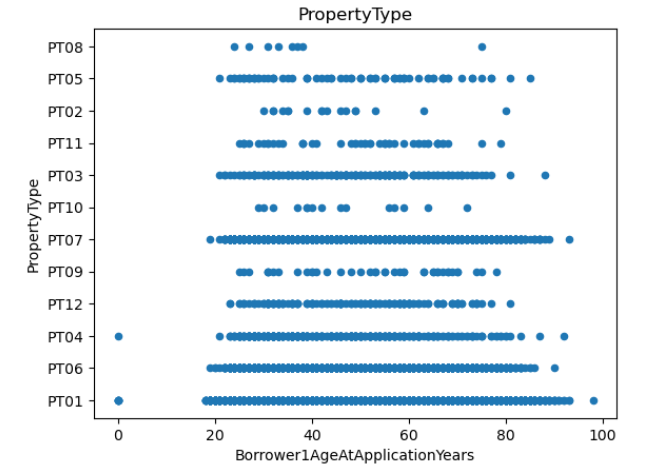 PropertyType
PT08
PT05
PT02
PT11
PT03
PT10
PT07
PT09
PT12
PT04
PT06
PT01
PropertyType
0 20 40 60 80 100
Borrower1AgeAtApplicationYears